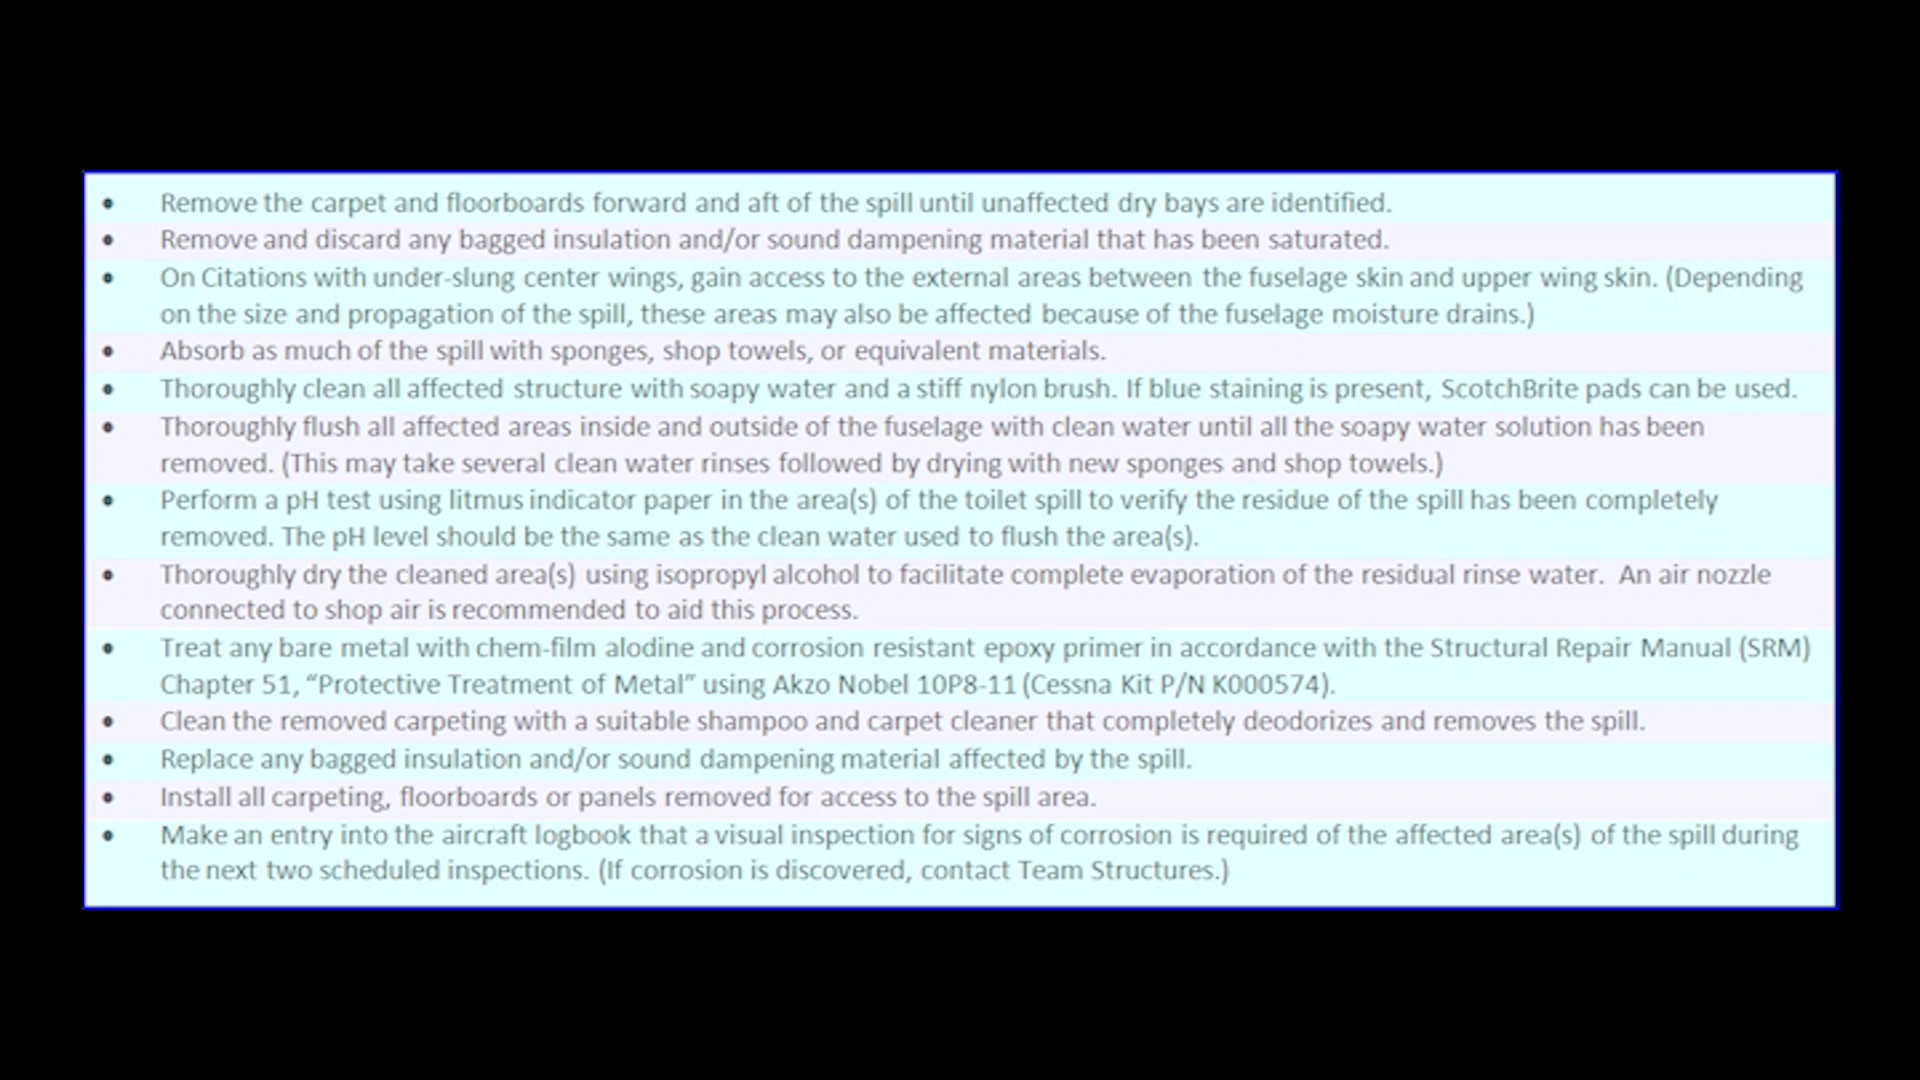 • Remove the carpet and floorboards forward and aft of the spill until unaffected dry bays are identified.
• Remove and discard any bagged insulation and/or sound dampening material that has been saturated.
• On Citations with under-slung center wings, gain access to the external areas between the fuselage skin and upper wing skin. (Depending
on the size and propagation of the spill, these areas may also be affected because of the fuselage moisture drains.)
• Absorb as much of the spill with sponges, shop towels, or equivalent materials.
• Thoroughly clean all affected structure with soapy water and a stiff nylon brush. If blue staining is present, ScotchBrite pads can be used.
• Thoroughly flush all affected areas inside and outside of the fuselage with clean water until all the soapy water solution has been
removed. (This may take several clean water rinses followed by drying with new sponges and shop towels.)
• Perform a pH test using litmus indicator paper in the area(s) of the toilet spill to verify the residue of the spill has been completely
removed. The pH level should be the same as the clean water used to flush the area(s).
• Thoroughly dry the cleaned area(s) using isopropyl alcohol to facilitate complete evaporation of the residual rinse water. An air nozzle
connected to shop air is recommended to aid this process.
• Treat any bare metal with chem-film alodine and corrosion resistant epoxy primer in accordance with the Structural Repair Manual (SRM)
Chapter 51, “Protective Treatment of Metal” using Akzo Nobel 10P8-11 (Cessna Kit P/N K000574).
• Clean the removed carpeting with a suitable shampoo and carpet cleaner that completely deodorizes and removes the spill.
• Replace any bagged insulation and/or sound dampening material affected by the spill.
• Install all carpeting, floorboards or panels removed for access to the spill area.
• Make an entry into the aircraft logbook that a visual inspection for signs of corrosion is required of the affected area(s) of the spill during
the next two scheduled inspections. (If corrosion is discovered, contact Team Structures.)